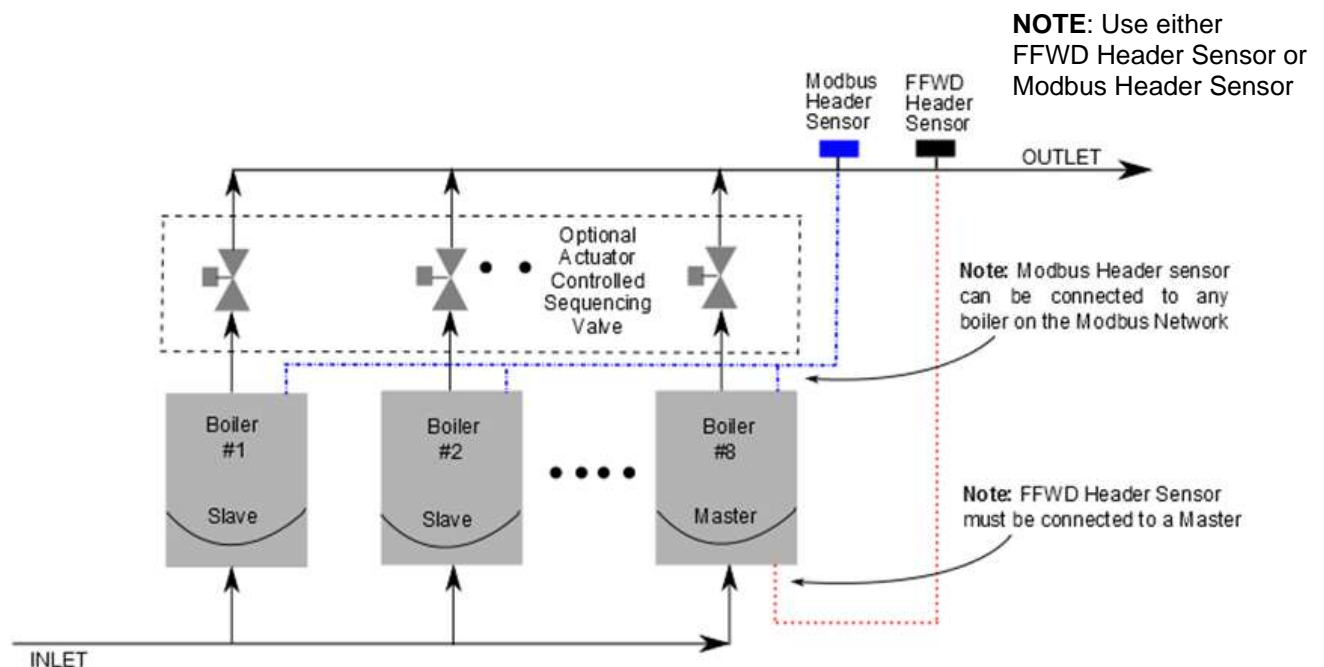 NOTE: Use either
FFWD Header Sensor or
Modbus Header Sensor
Modbus
Header
Sensor
FFWD
Header
Sensor
OUTLET
Optional
Actuator
Controlled
Sequencing
Valve
Note: Modbus Header sensor
can be connected to any
boiler on the Modbus Network
Boiler
#1
Slave
Boiler
#2
Slave
Boiler
#8
Master
Note: FFWD Header Sensor
must be connected to a Master
INLET